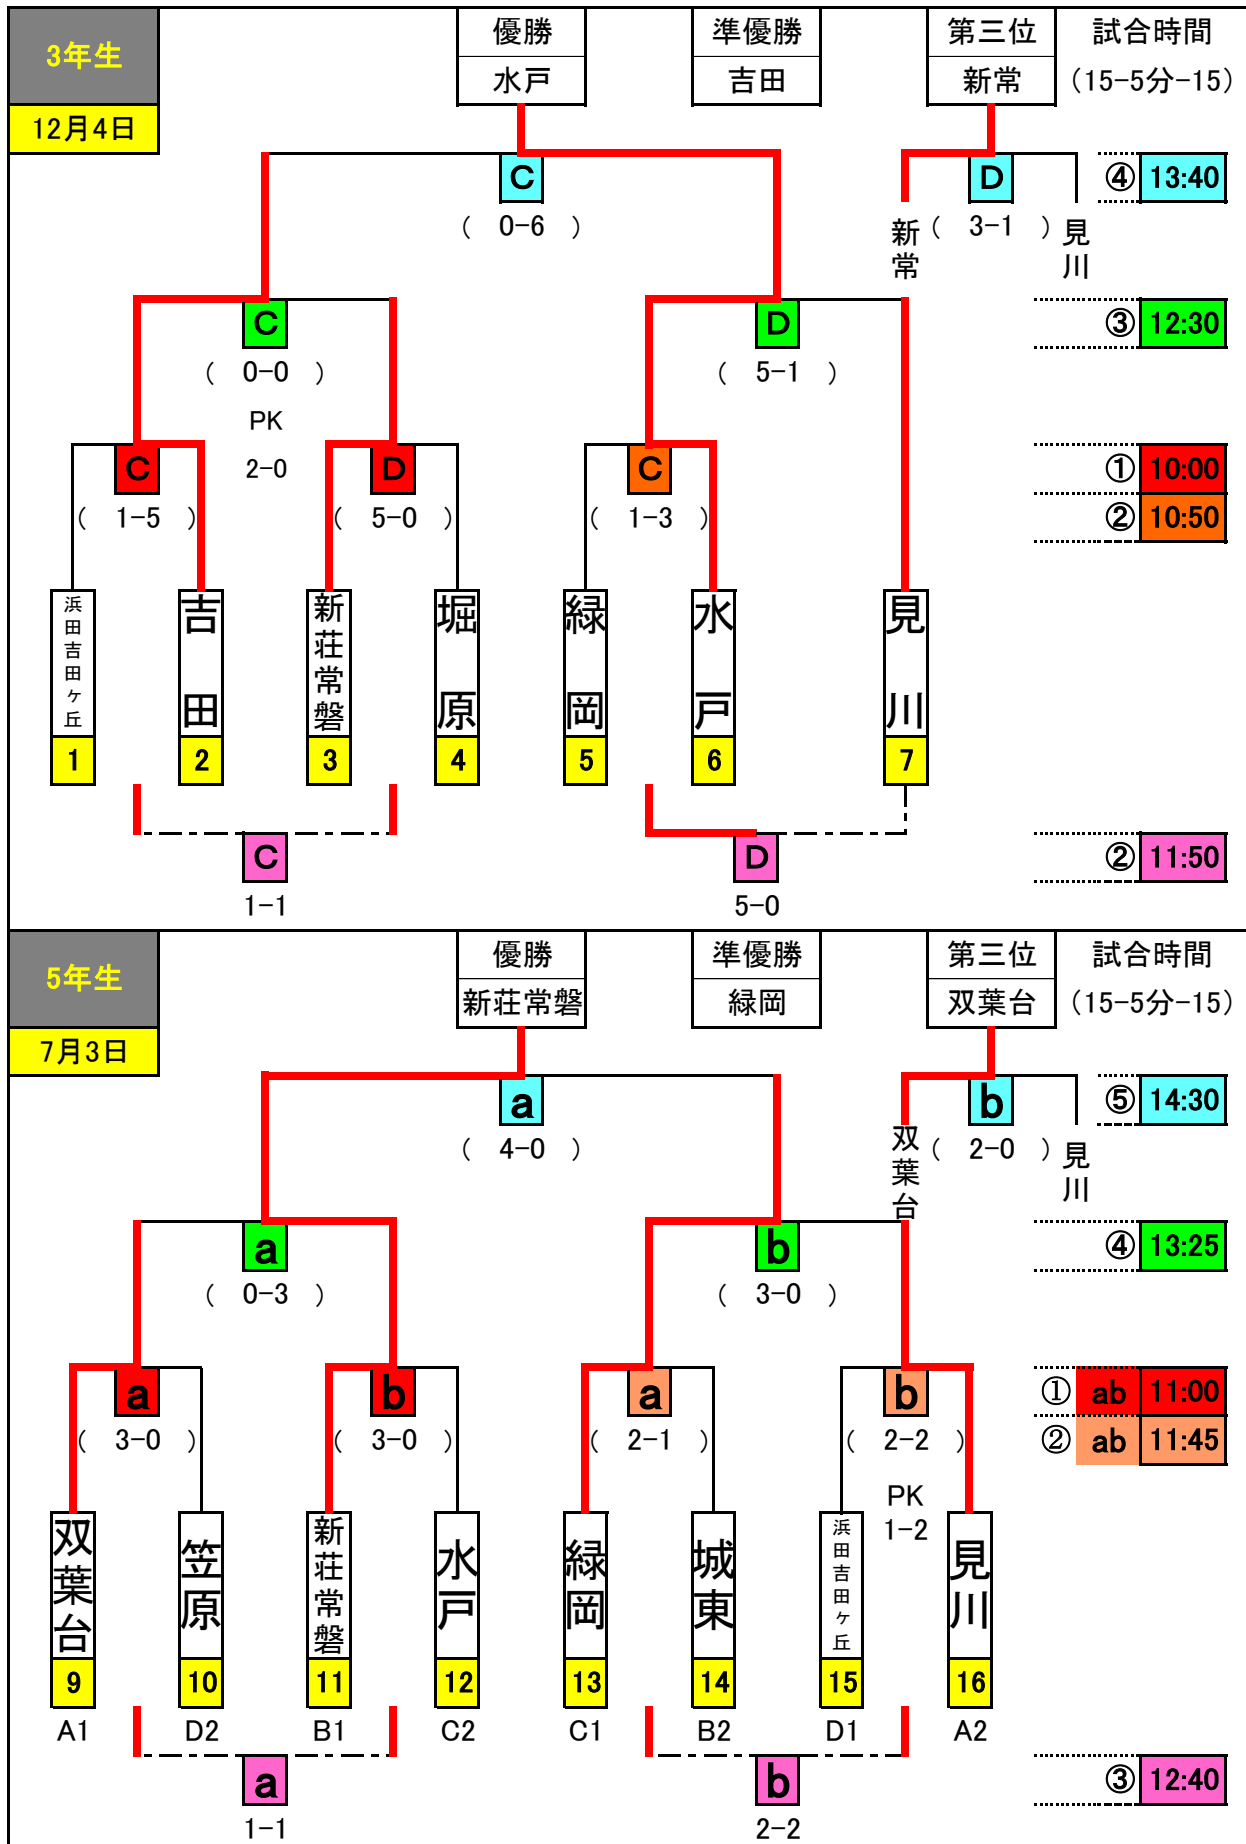 3年生
優勝
準優勝
第三位
試合時間
水戸
吉田
新常
(15-5分-15)
12月4日
C
D
④ 13:40
( 0-6 )
新常
( 3-1 )
見川
C
D
③ 12:30
( 0-0 )
( 5-1 )
PK
2-0
C
D
C
① 10:00
② 10:50
( 1-5 )
( 5-0 )
( 1-3 )
浜田吉田ヶ丘
吉田
新荘常磐
堀原
緑岡
水戸
見川
1
2
3
4
5
6
7
C
D
② 11:50
1-1
5-0
5年生
優勝
準優勝
第三位
試合時間
新荘常磐
緑岡
双葉台
(15-5分-15)
7月3日
a
b
⑤ 14:30
( 4-0 )
双葉台
( 2-0 )
見川
a
b
④ 13:25
( 0-3 )
( 3-0 )
a
b
a
b
① ab 11:00
② ab 11:45
( 3-0 )
( 3-0 )
( 2-1 )
( 2-2 )
PK
1-2
双葉台
笠原
新荘常磐
水戸
緑岡
城東
浜田吉田ヶ丘
見川
9
10
11
12
13
14
15
16
A1
D2
B1
C2
C1
B2
D1
A2
a
b
③ 12:40
1-1
2-2